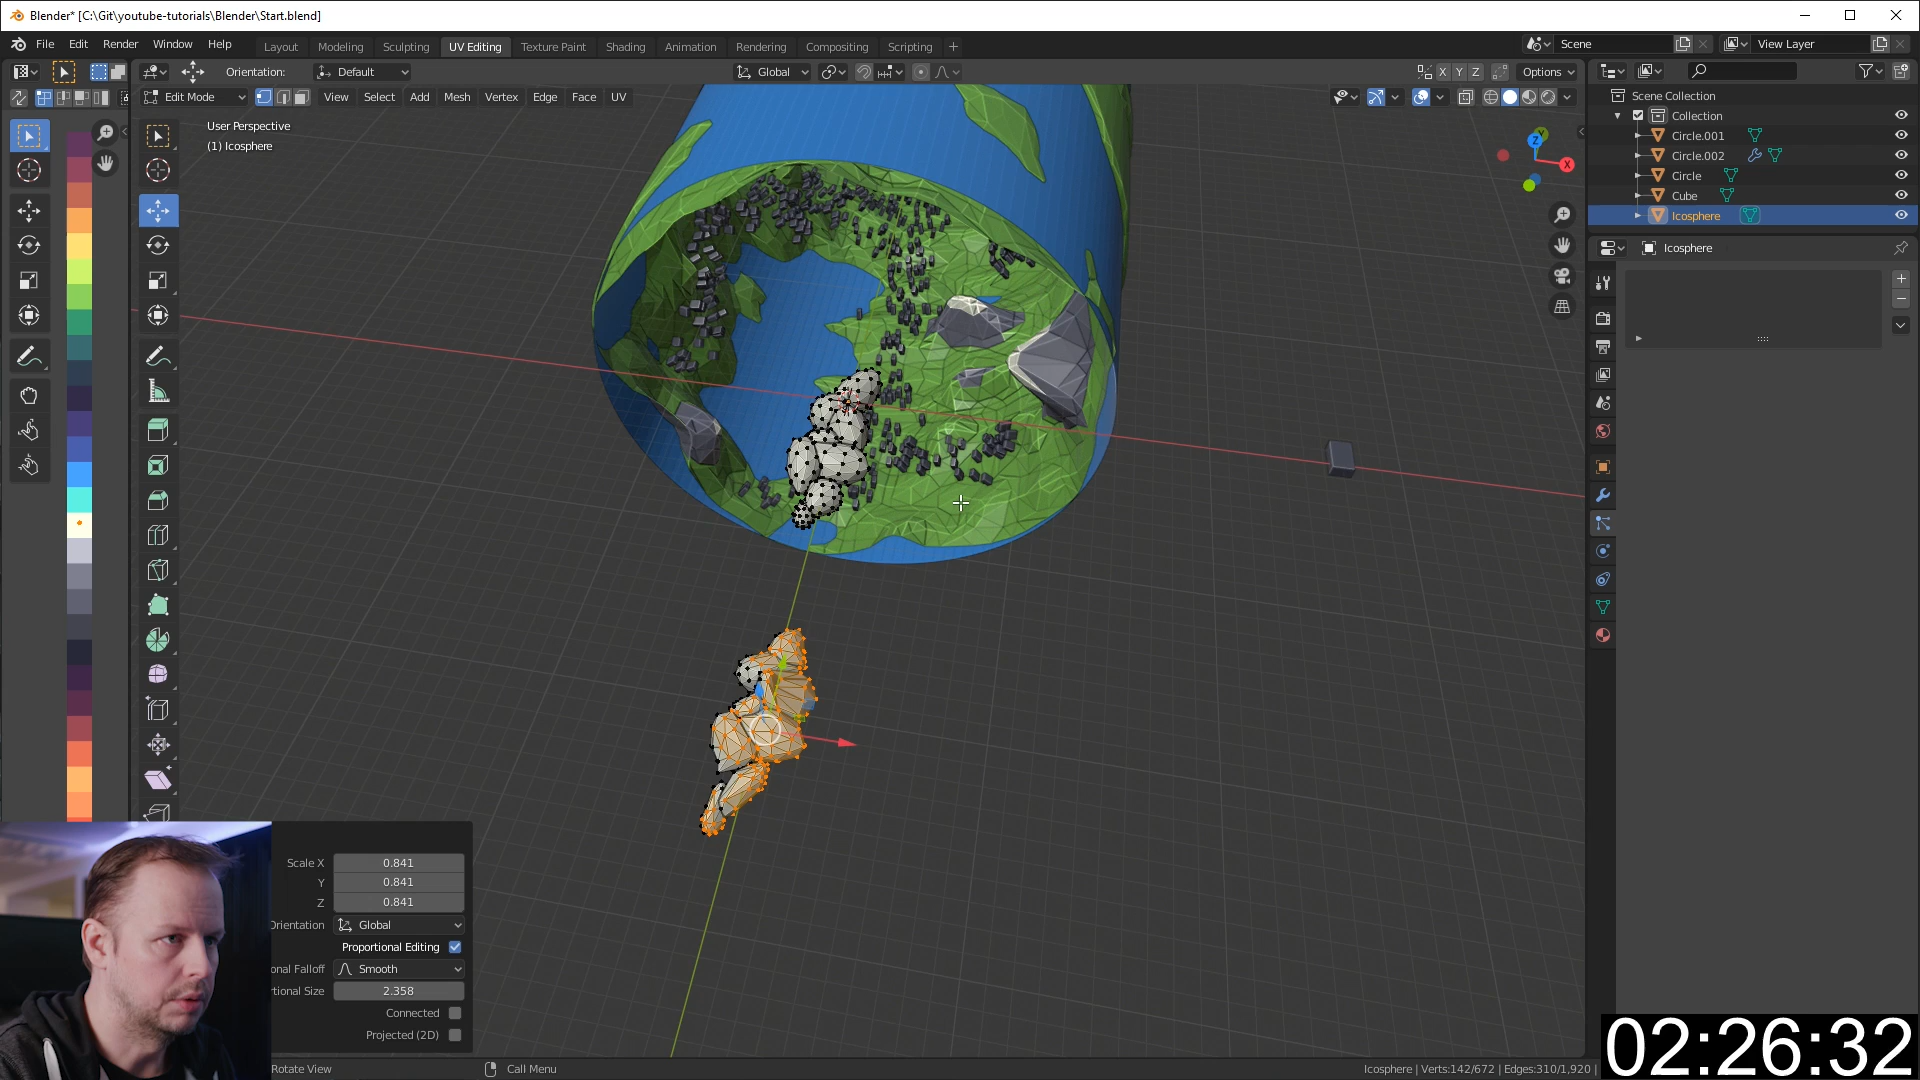 Blender* [C:\Git\youtube-tutorials\Blender\Start.blend]
File Edit Render Window Help
Layout Modeling Sculpting UV Editing Texture Paint Shading Animation Rendering Compositing Scripting +
Scene
View Layer
Orientation: Default
Global
X Y Z
Options
Edit Mode
View Select Add Mesh Vertex Edge Face UV
User Perspective
(1) Icosphere
Z
X
Scene Collection
Collection
Circle.001
Circle.002
Circle
Cube
Icosphere
Icosphere
Scale X 0.841
Y 0.841
Z 0.841
Orientation Global
Proportional Editing
onal Falloff Smooth
rtional Size 2.358
Connected
Projected (2D)
Rotate View
Call Menu
Icosphere | Verts:142/672 | Edges:310/1,920 |
02:26:32